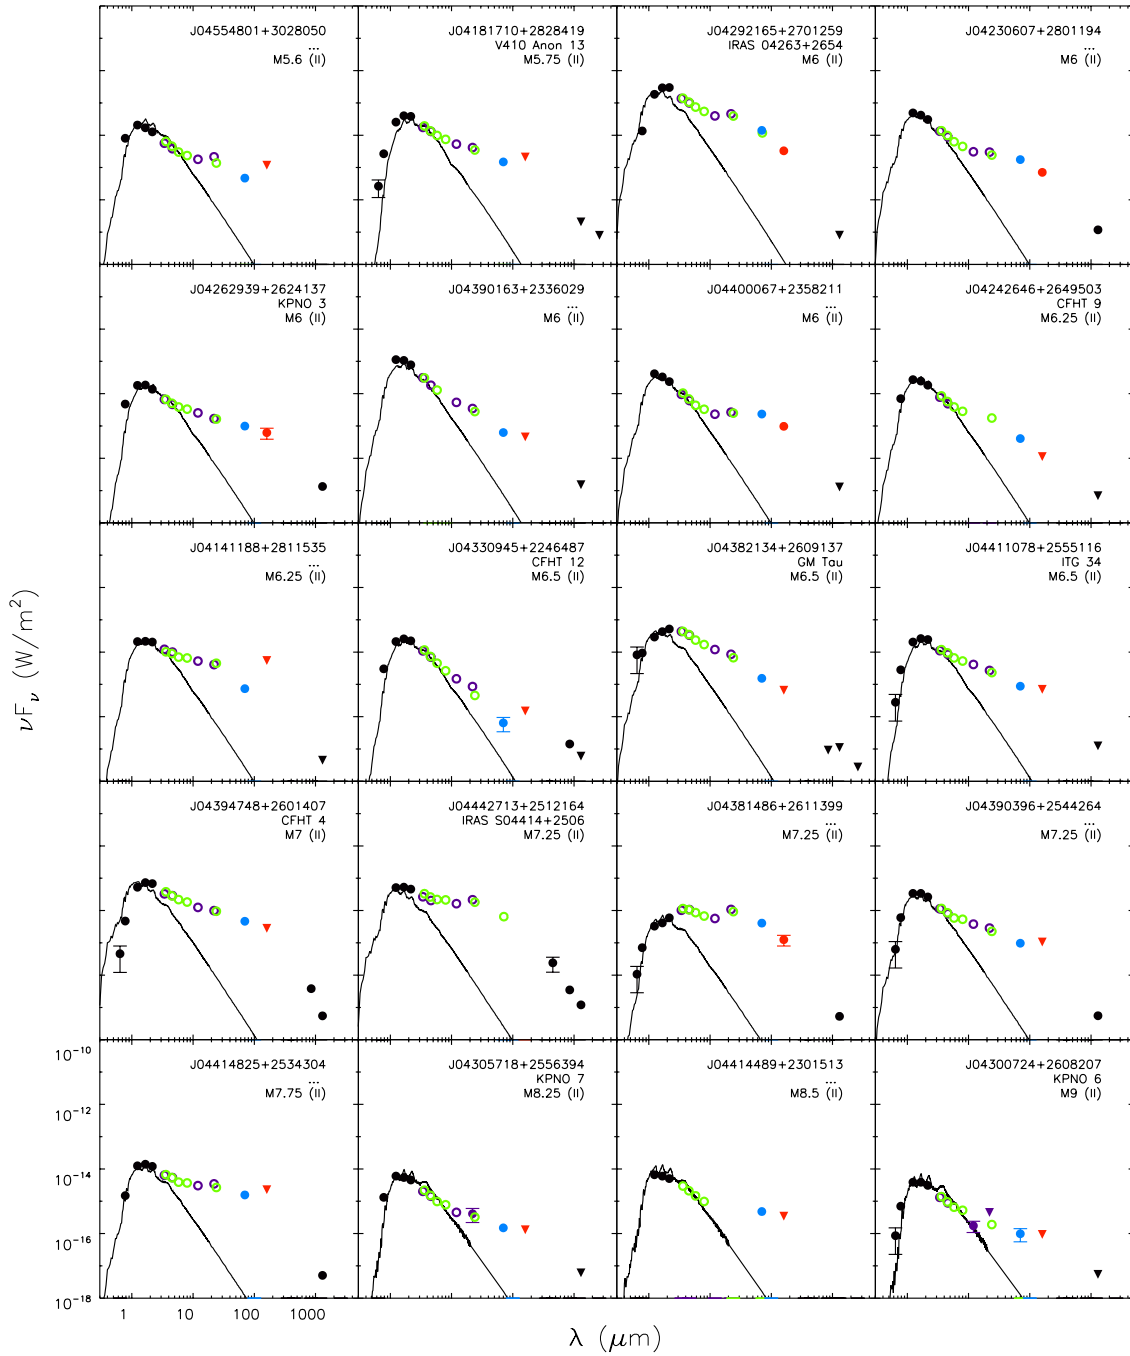 J04554801+3028050
...
M5.6 (II)
J04181710+2828419
V410 Anon 13
M5.75 (II)
J04292165+2701259
IRAS 04263+2654
M6 (II)
J04230607+2801194
...
M6 (II)
J04262939+2624137
KPNO 3
M6 (II)
J04390163+2336029
...
M6 (II)
J04400067+2358211
...
M6 (II)
J04242646+2649503
CFHT 9
M6.25 (II)
J04141188+2811535
...
M6.25 (II)
J04330945+2246487
CFHT 12
M6.5 (II)
J04382134+2609137
GM Tau
M6.5 (II)
J04411078+2555116
ITG 34
M6.5 (II)
νFν (W/m²)
J04394748+2601407
CFHT 4
M7 (II)
J04442713+2512164
IRAS S04414+2506
M7.25 (II)
J04381486+2611399
...
M7.25 (II)
J04390396+2544264
...
M7.25 (II)
J04414825+2534304
...
M7.75 (II)
J04305718+2556394
KPNO 7
M8.25 (II)
J04414489+2301513
...
M8.5 (II)
J04300724+2608207
KPNO 6
M9 (II)
10⁻¹⁰
10⁻¹²
10⁻¹⁴
10⁻¹⁶
10⁻¹⁸
1 10 100 1000
λ (μm)